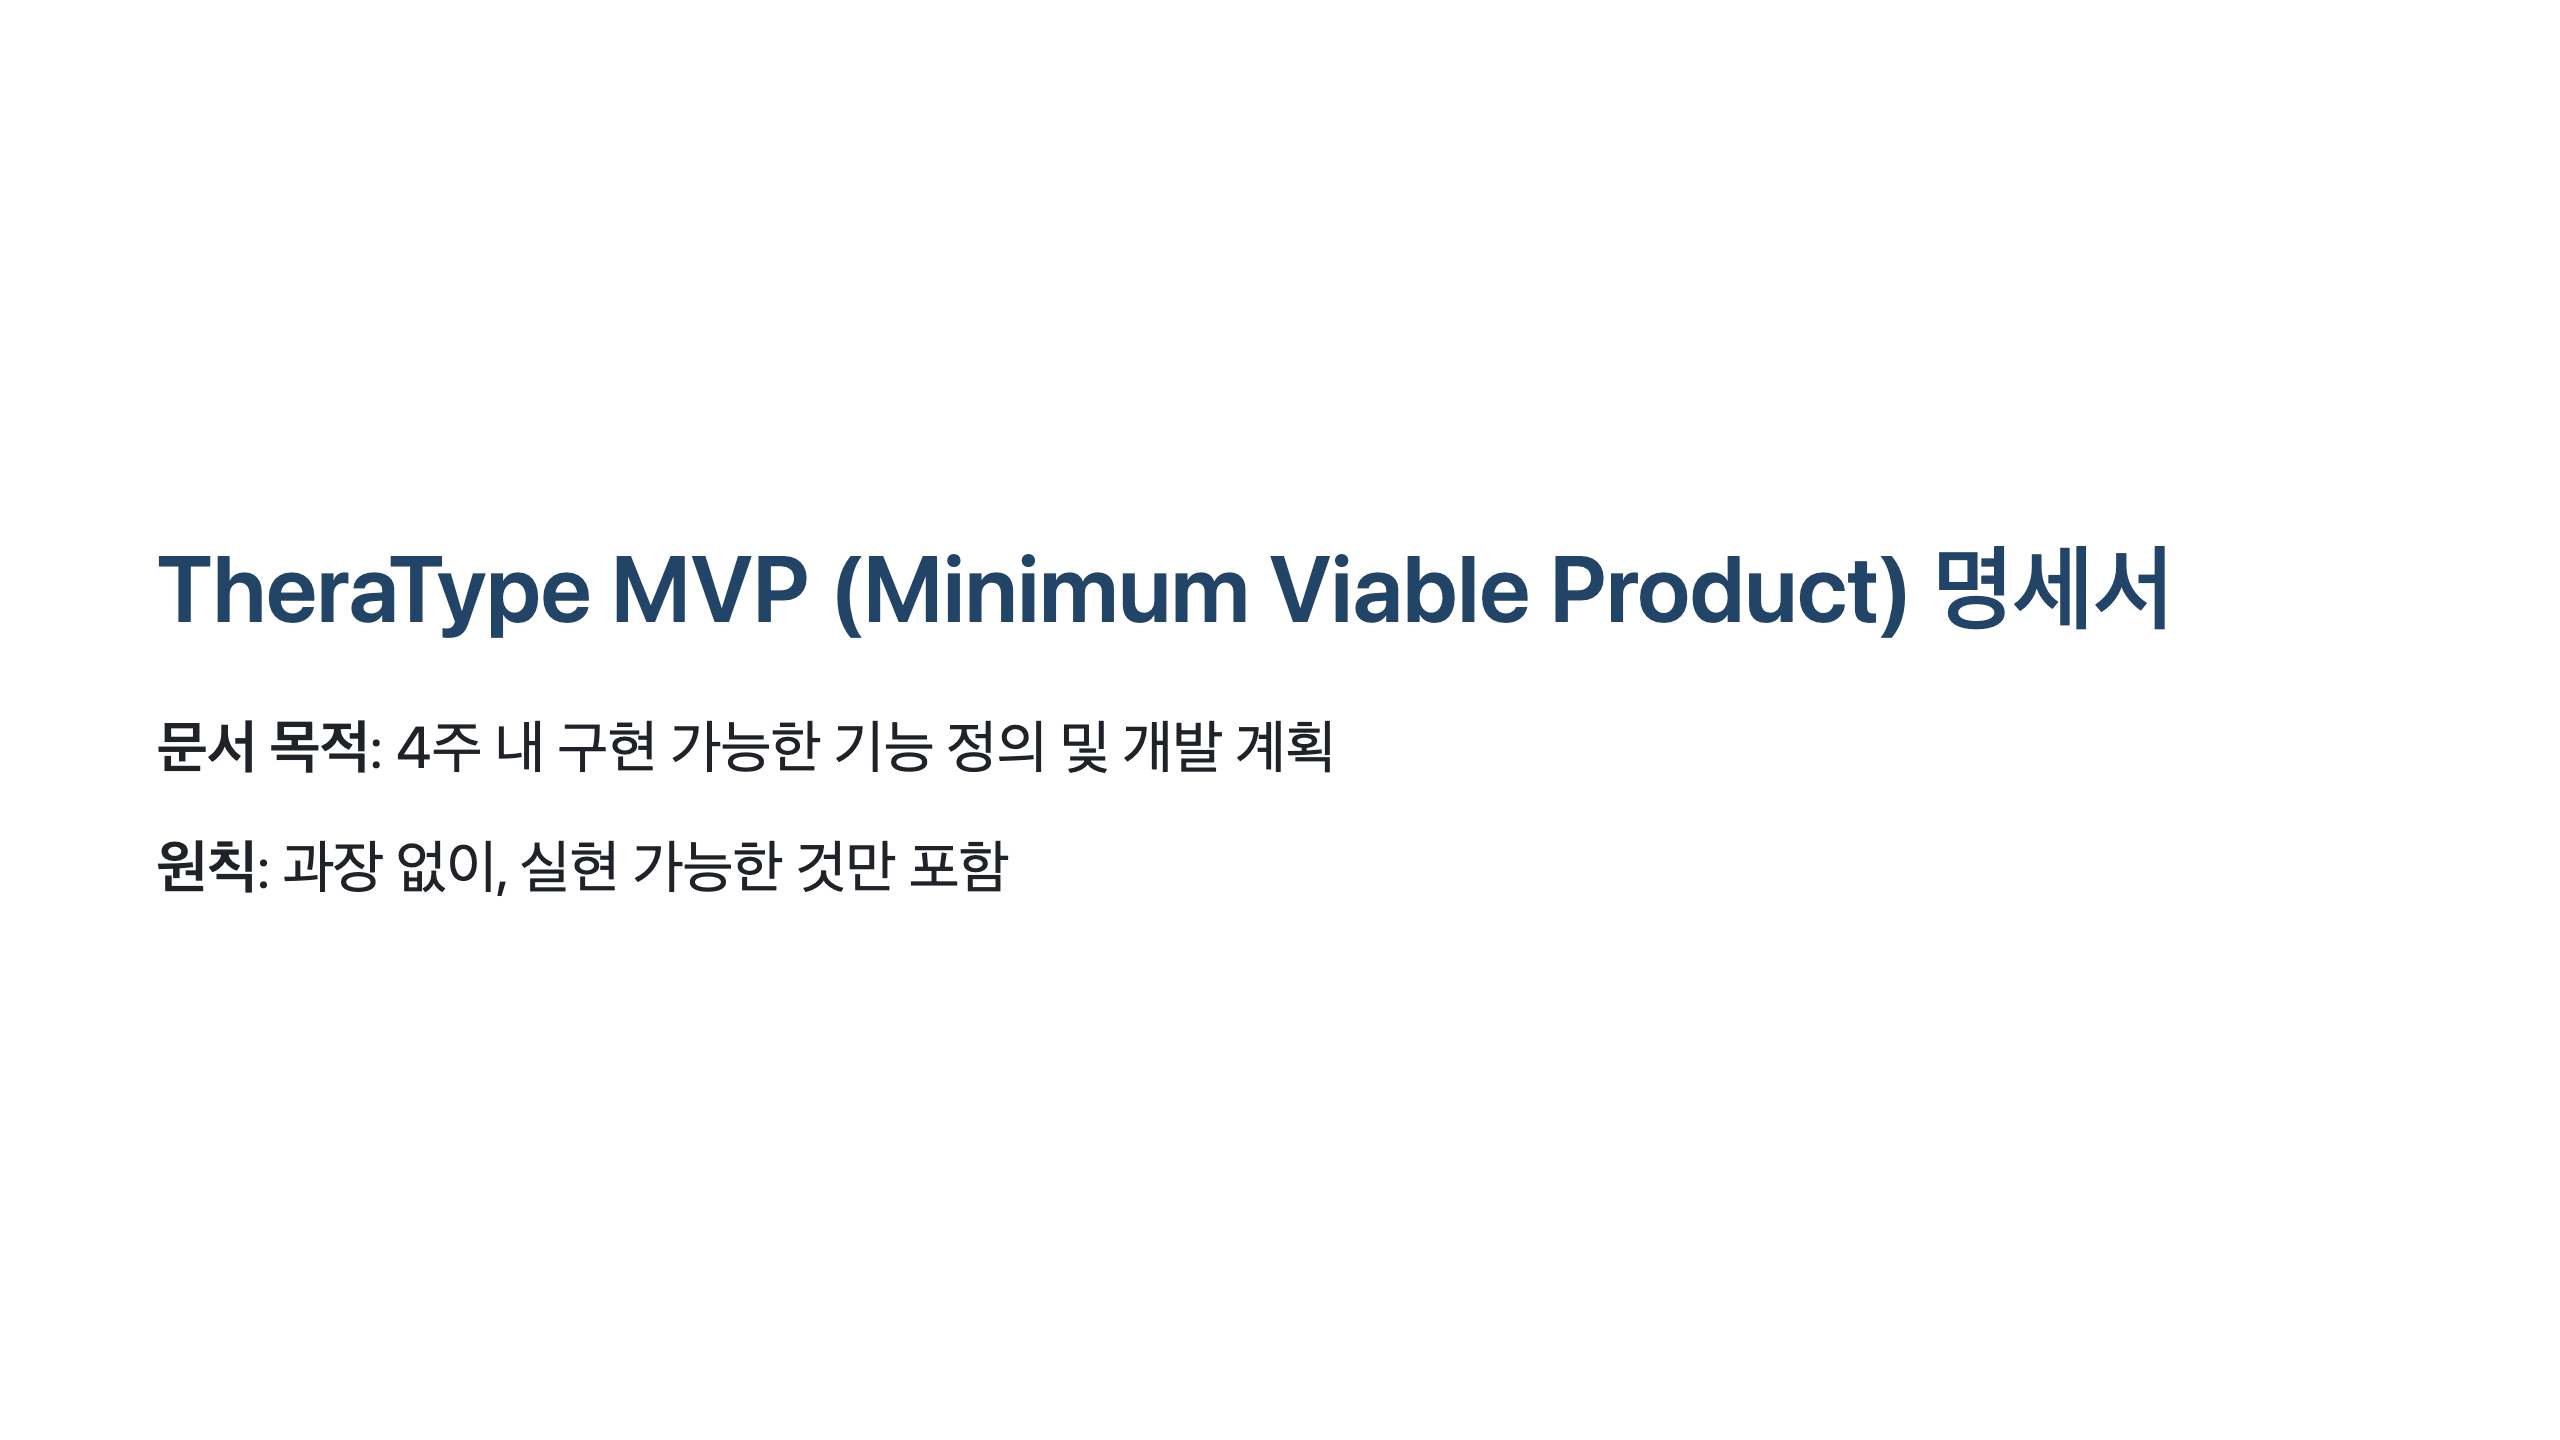 TheraType MVP (Minimum Viable Product) 명세서
문서 목적: 4주 내 구현 가능한 기능 정의 및 개발 계획
원칙: 과장 없이, 실현 가능한 것만 포함